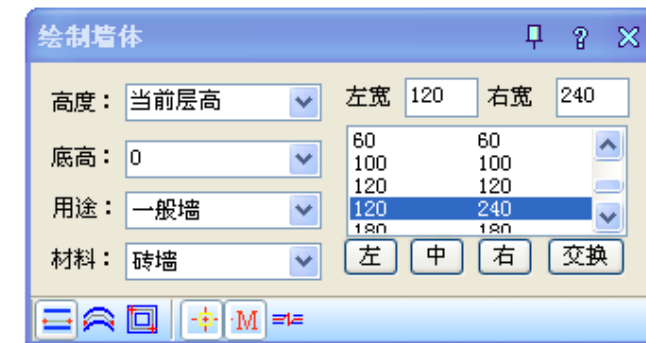 绘制墙体
高度： 当前层高 左宽 120 右宽 240
底高： 0
60 60
100 100
120 120
120 240
180 180
用途： 一般墙
材料： 砖墙
左 中 右 交换
M